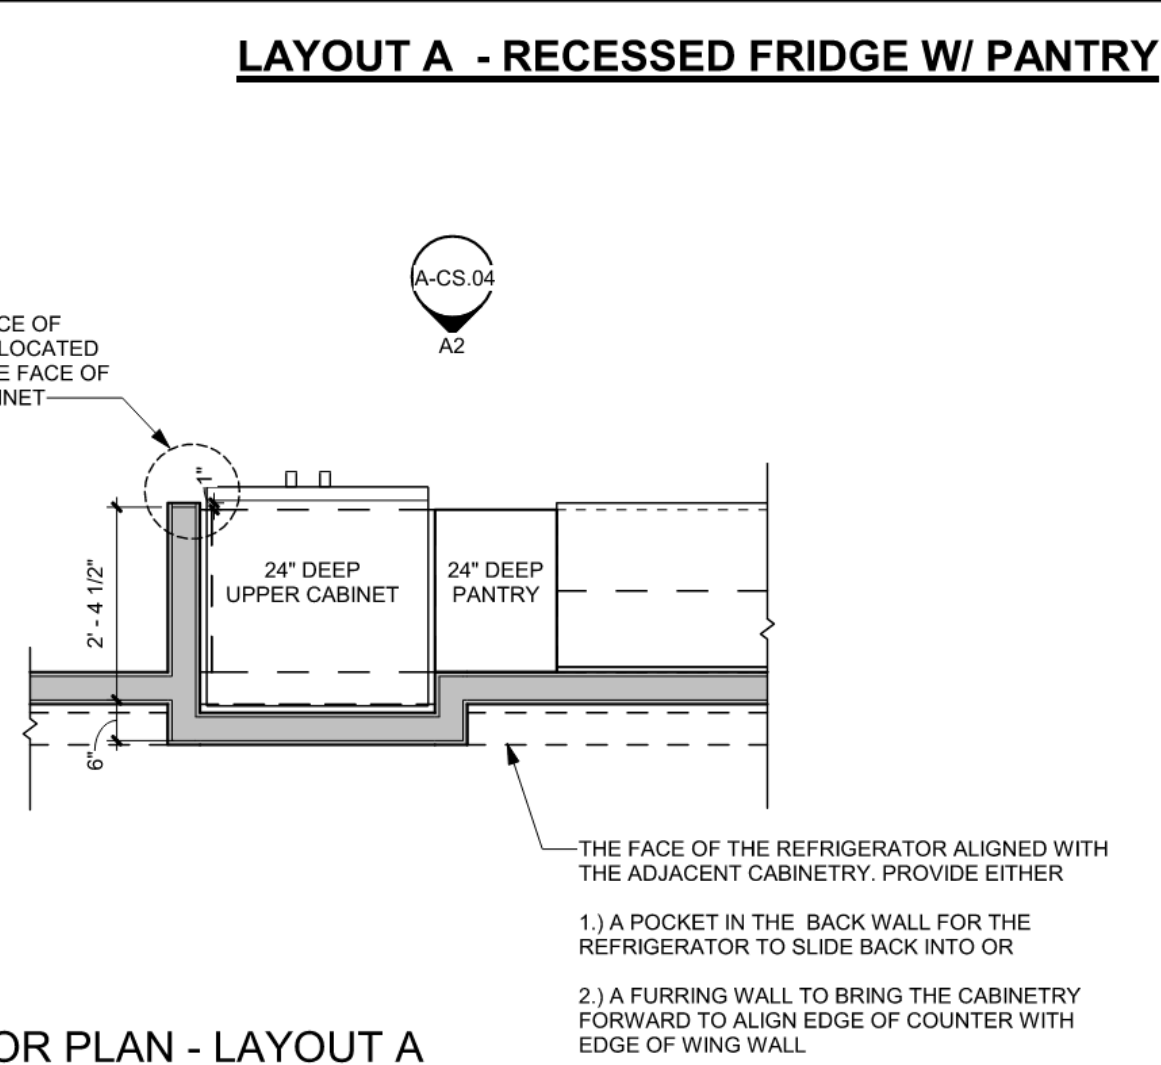 LAYOUT A - RECESSED FRIDGE W/ PANTRY
A-CS.04
A2
CE OF
LOCATED
E FACE OF
INET
1"
24" DEEP
UPPER CABINET
24" DEEP
PANTRY
2' - 4 1/2"
6"
THE FACE OF THE REFRIGERATOR ALIGNED WITH
THE ADJACENT CABINETRY. PROVIDE EITHER
1.) A POCKET IN THE BACK WALL FOR THE
REFRIGERATOR TO SLIDE BACK INTO OR
2.) A FURRING WALL TO BRING THE CABINETRY
FORWARD TO ALIGN EDGE OF COUNTER WITH
EDGE OF WING WALL
OR PLAN - LAYOUT A